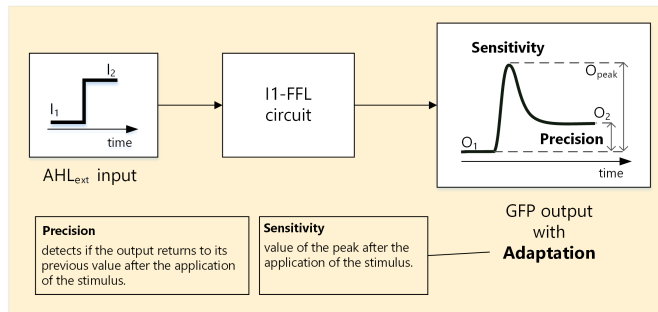 I₁
I₂
time
AHLₑₓₜ input
I1-FFL
circuit
Sensitivity
Oₚₑₐₖ
O₂
O₁
Precision
time
GFP output
with
Adaptation
Precision
detects if the output returns to its
previous value after the application
of the stimulus.
Sensitivity
value of the peak after the
application of the stimulus.